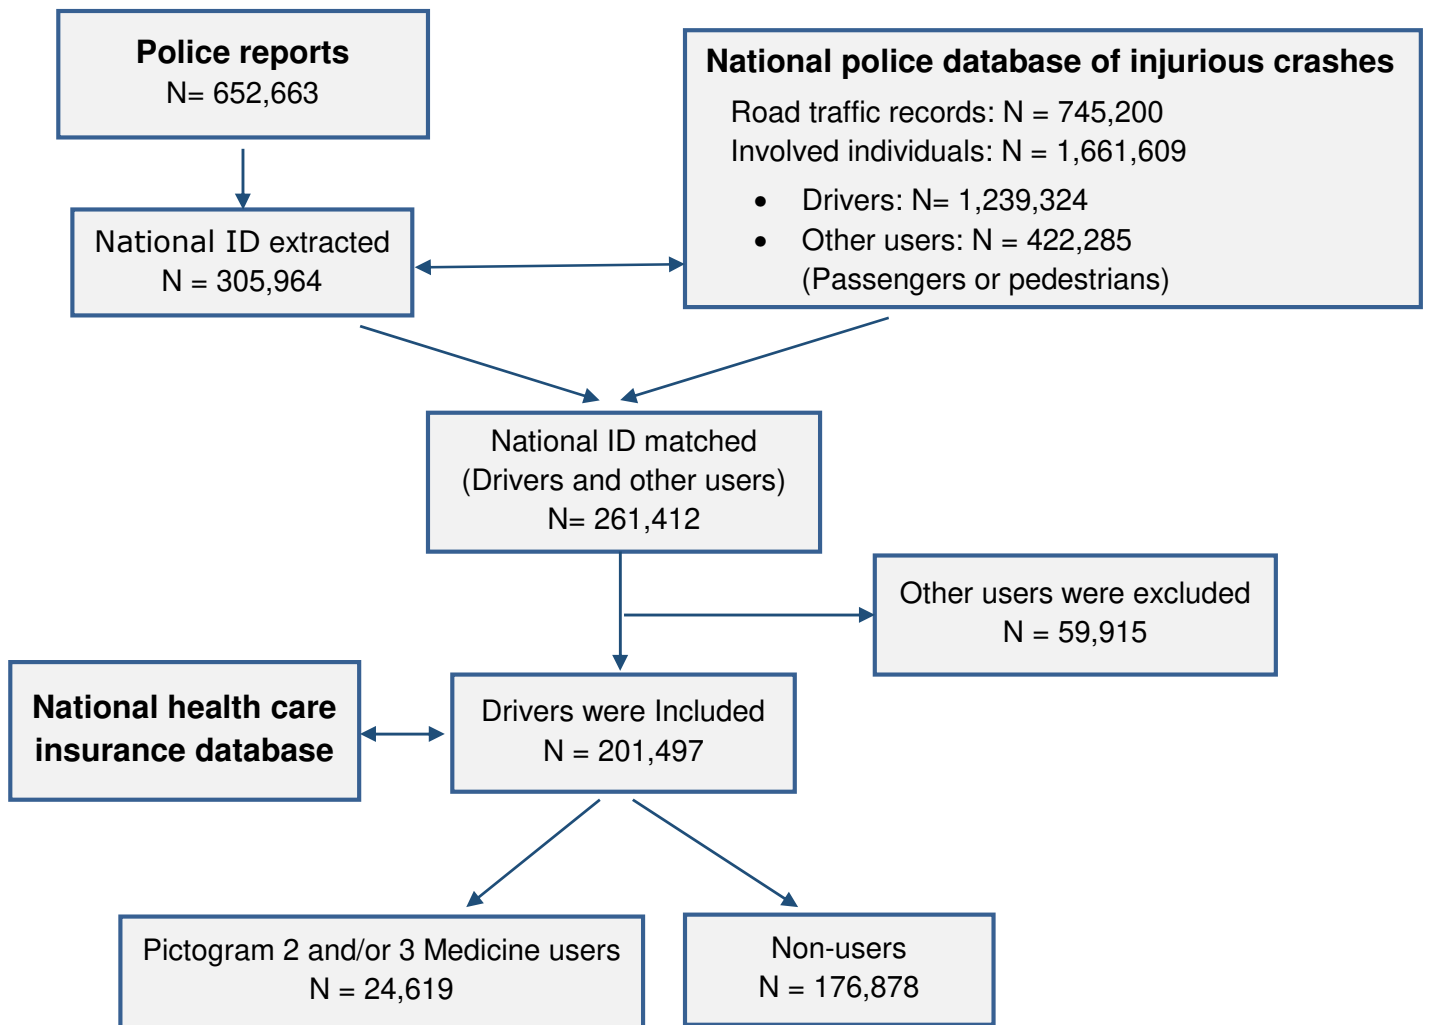 Police reports
N= 652,663
National police database of injurious crashes
Road traffic records: N = 745,200
Involved individuals: N = 1,661,609
• Drivers: N= 1,239,324
• Other users: N = 422,285
(Passengers or pedestrians)
National ID extracted
N = 305,964
National ID matched
(Drivers and other users)
N= 261,412
Other users were excluded
N = 59,915
National health care
insurance database
Drivers were Included
N = 201,497
Pictogram 2 and/or 3 Medicine users
N = 24,619
Non-users
N = 176,878